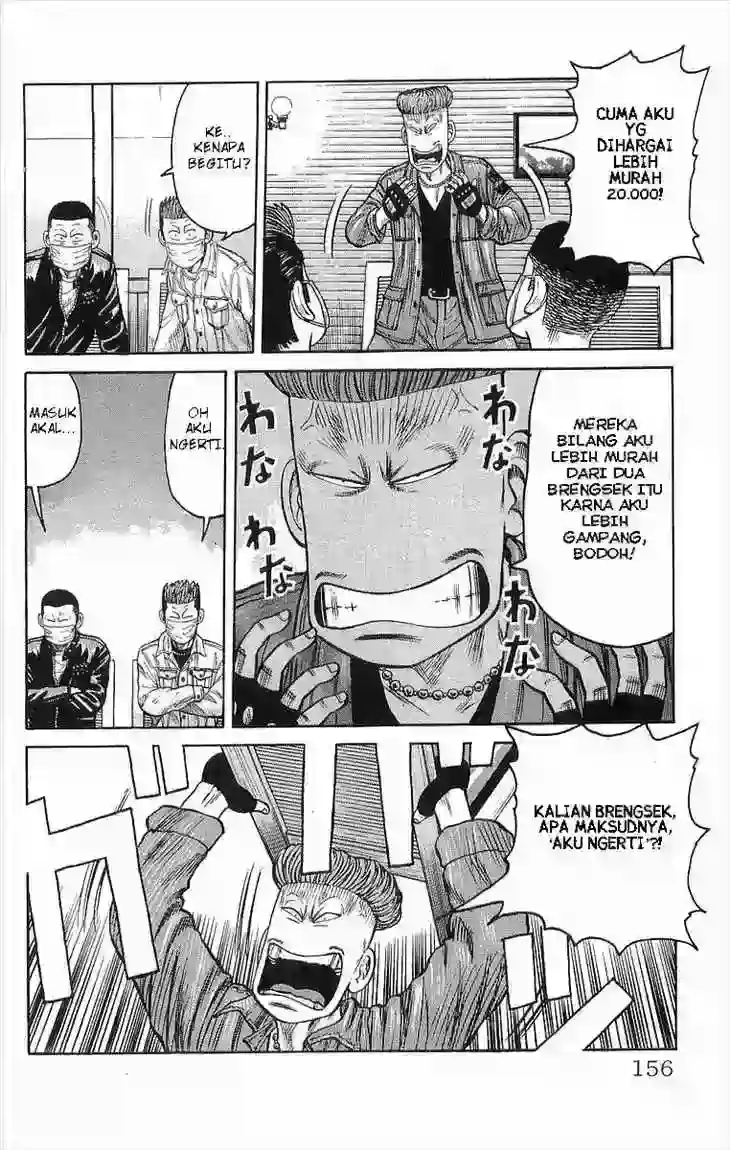 CUMA AKU
YG
DIHARGAI
LEBIH
MURAH
20.000!
KE..
KENAPA
BEGITU?
MEREKA
BILANG AKU
LEBIH MURAH
DARI DUA
BRENGSEK ITU
KARNA AKU
LEBIH
GAMPANG,
BODOH!
わな
わな
わな
わな
わな
OH
AKU
NGERTI.
MASUK
AKAL...
KALIAN BRENGSEK,
APA MAKSUDNYA,
'AKU NGERTI'?!
156